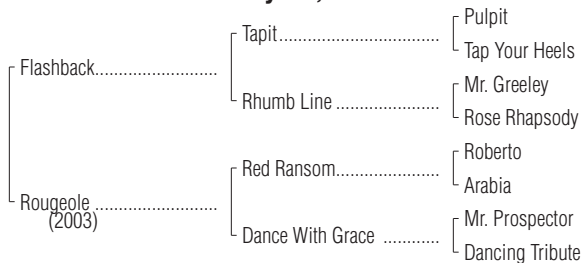 Pulpit
Tapit
Tap Your Heels
Flashback
Mr. Greeley
Rhumb Line
Rose Rhapsody
Roberto
Red Ransom
Arabia
Rougeole
(2003)
Mr. Prospector
Dance With Grace
Dancing Tribute